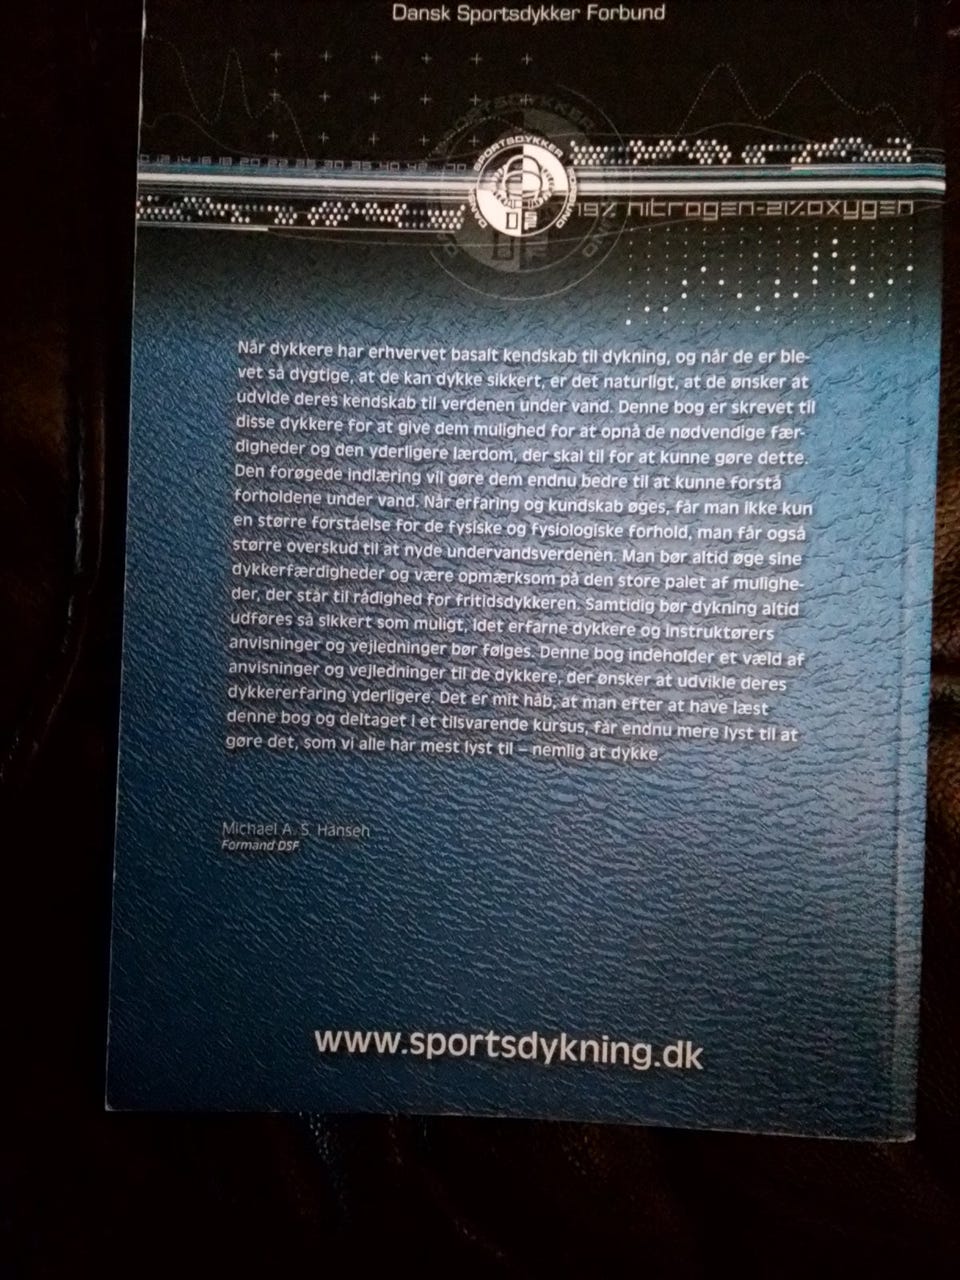 Dansk Sportsdykker Forbund
SPORTSDYKKER
DANSK
FORBUND
79% nitrogen-21%oxygen
Når dykkere har erhvervet basalt kendskab til dykning, og når de er ble-
vet så dygtige, at de kan dykke sikkert, er det naturligt, at de ønsker at
udvide deres kendskab til verdenen under vand. Denne bog er skrevet til
disse dykkere for at give dem mulighed for at opnå de nødvendige fær-
digheder og den yderligere lærdom, der skal til for at kunne gøre dette.
Den forøgede indlæring vil gøre dem endnu bedre til at kunne forstå
forholdene under vand. Når erfaring og kundskab øges, får man ikke kun
en større forståelse for de fysiske og fysiologiske forhold, man får også
større overskud til at nyde undervandsverdenen. Man bør altid øge sine
dykkerfærdigheder og være opmærksom på den store palet af mulighe-
der, der står til rådighed for fritidsdykkeren. Samtidig bør dykning altid
udføres så sikkert som muligt, idet erfarne dykkere og instruktørers
anvisninger og vejledninger bør følges. Denne bog indeholder et væld af
anvisninger og vejledninger til de dykkere, der ønsker at udvikle deres
dykkererfaring yderligere. Det er mit håb, at man efter at have læst
denne bog og deltaget i et tilsvarende kursus, får endnu mere lyst til at
gøre det, som vi alle har mest lyst til – nemlig at dykke.
Michael A. S. Hansen
Formand DSF
www.sportsdykning.dk